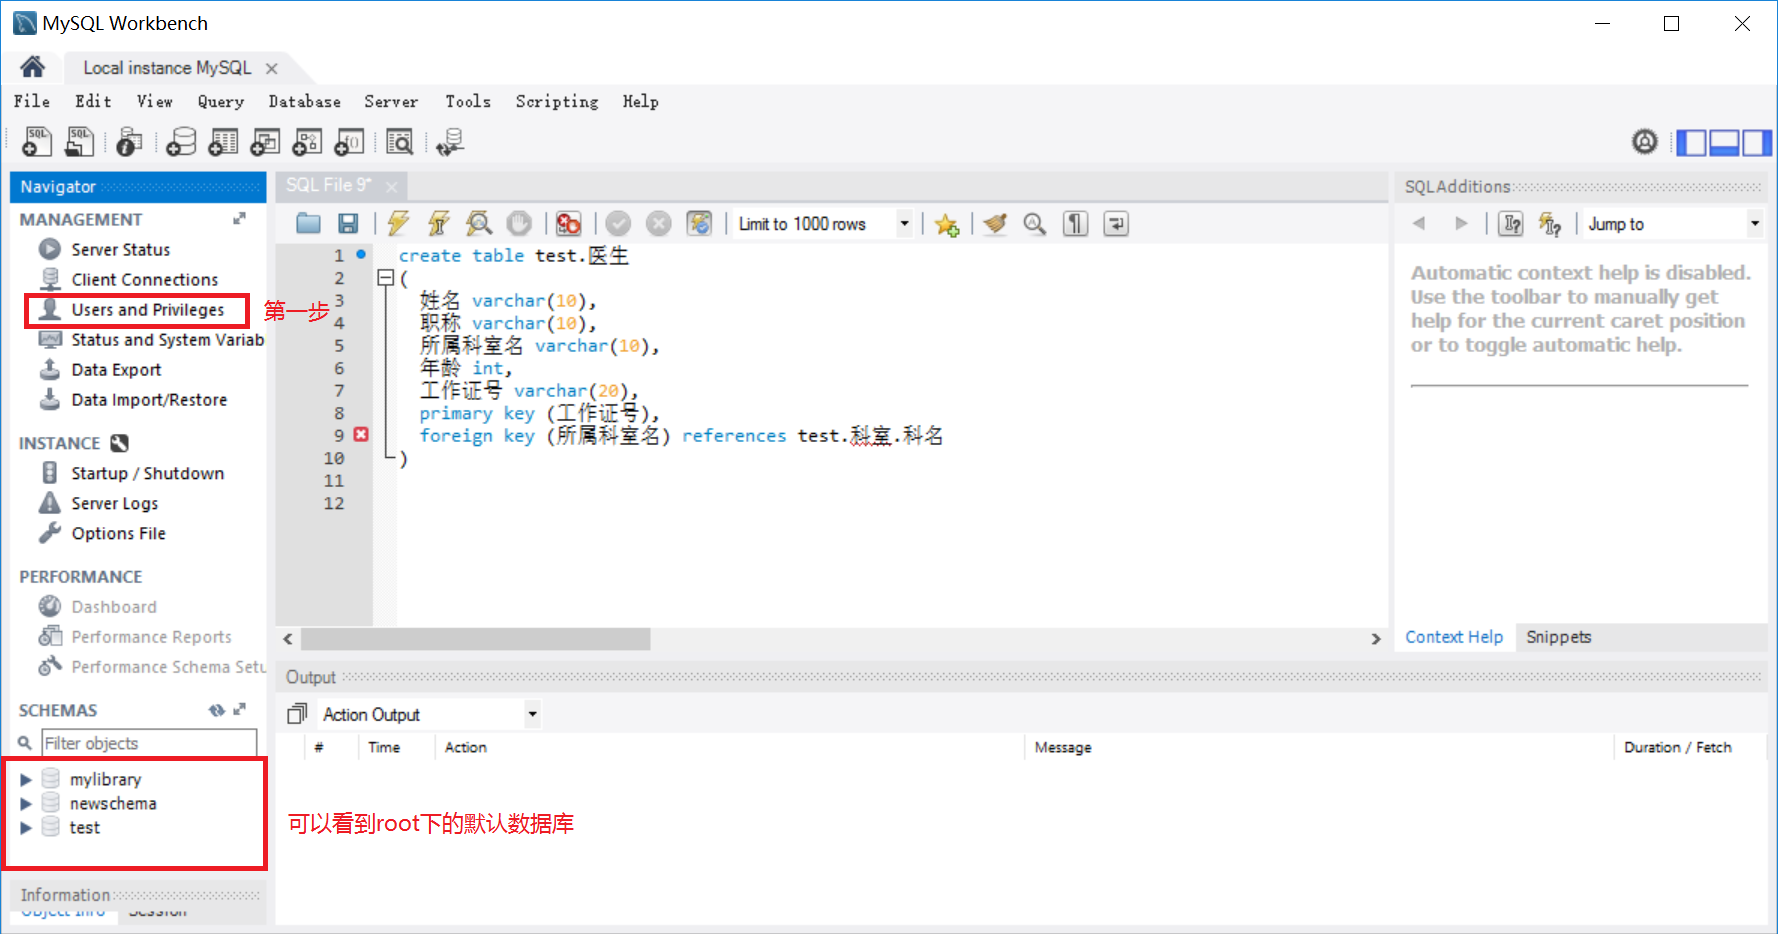 MySQL Workbench
Local instance MySQL
File Edit View Query Database Server Tools Scripting Help
Navigator
MANAGEMENT
Server Status
Client Connections
Users and Privileges
第一步
Status and System Variab
Data Export
Data Import/Restore
INSTANCE
Startup / Shutdown
Server Logs
Options File
PERFORMANCE
Dashboard
Performance Reports
Performance Schema Setu
SCHEMAS
Filter objects
mylibrary
newschema
test
Information
Object Info Session
SQL File 9*
Limit to 1000 rows
1 create table test.医生
2 (
3 姓名 varchar(10),
4 职称 varchar(10),
5 所属科室名 varchar(10),
6 年龄 int,
7 工作证号 varchar(20),
8 primary key (工作证号),
9 foreign key (所属科室名) references test.科室.科名
10 )
11
12
Output
Action Output
# Time Action Message Duration / Fetch
可以看到root下的默认数据库
SQLAdditions
Jump to
Automatic context help is disabled.
Use the toolbar to manually get
help for the current caret position
or to toggle automatic help.
Context Help Snippets